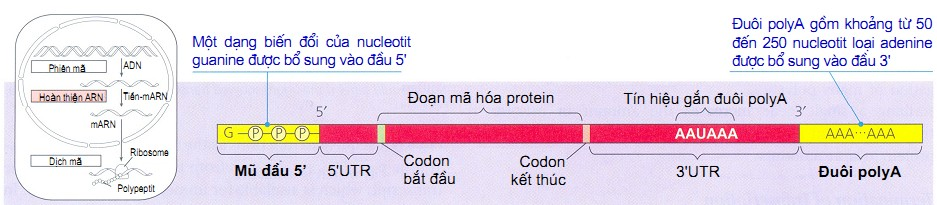 Phiên mã
ADN
Hoàn thiện ARN
Tiền-mARN
mARN
Dịch mã
Ribosome
Polypeptit
Một dạng biến đổi của nucleotit
guanine được bổ sung vào đầu 5'
Đuôi polyA gồm khoảng từ 50
đến 250 nucleotit loại adenine
được bổ sung vào đầu 3'
5′
Đoạn mã hóa protein
Tín hiệu gắn đuôi polyA
3′
G P P P
AAUAAA
AAA···AAA
Mũ đầu 5’
5'UTR
Codon
bắt đầu
Codon
kết thúc
3'UTR
Đuôi polyA